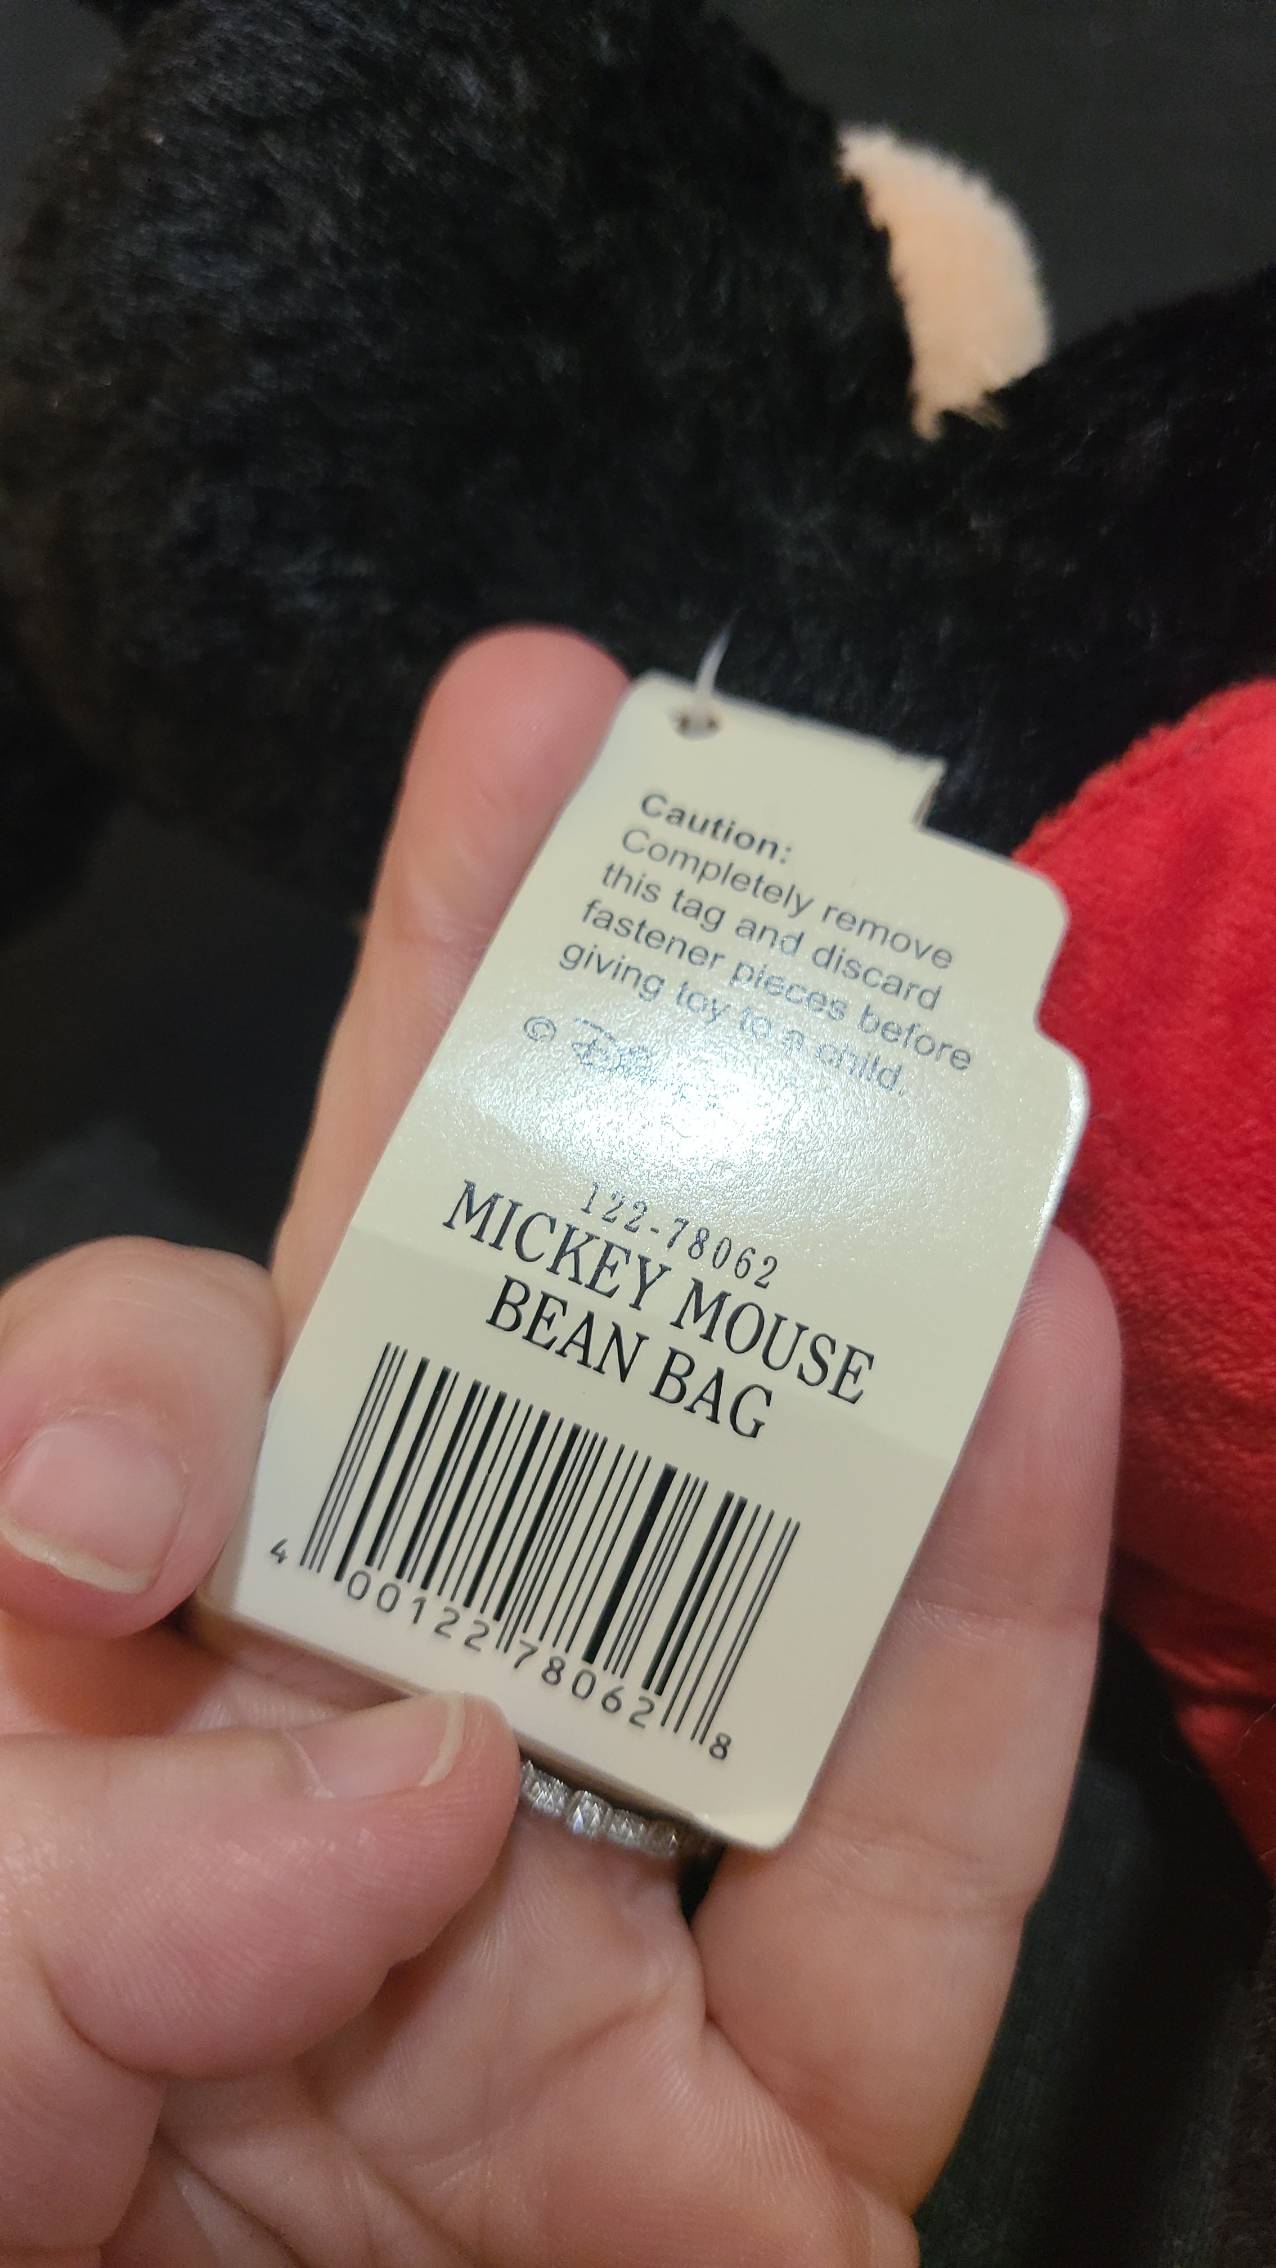 Caution:
Completely remove
this tag and discard
fastener pieces before
giving toy to a child.
©
122-78062
MICKEY MOUSE
BEAN BAG
4 00122 78062 8